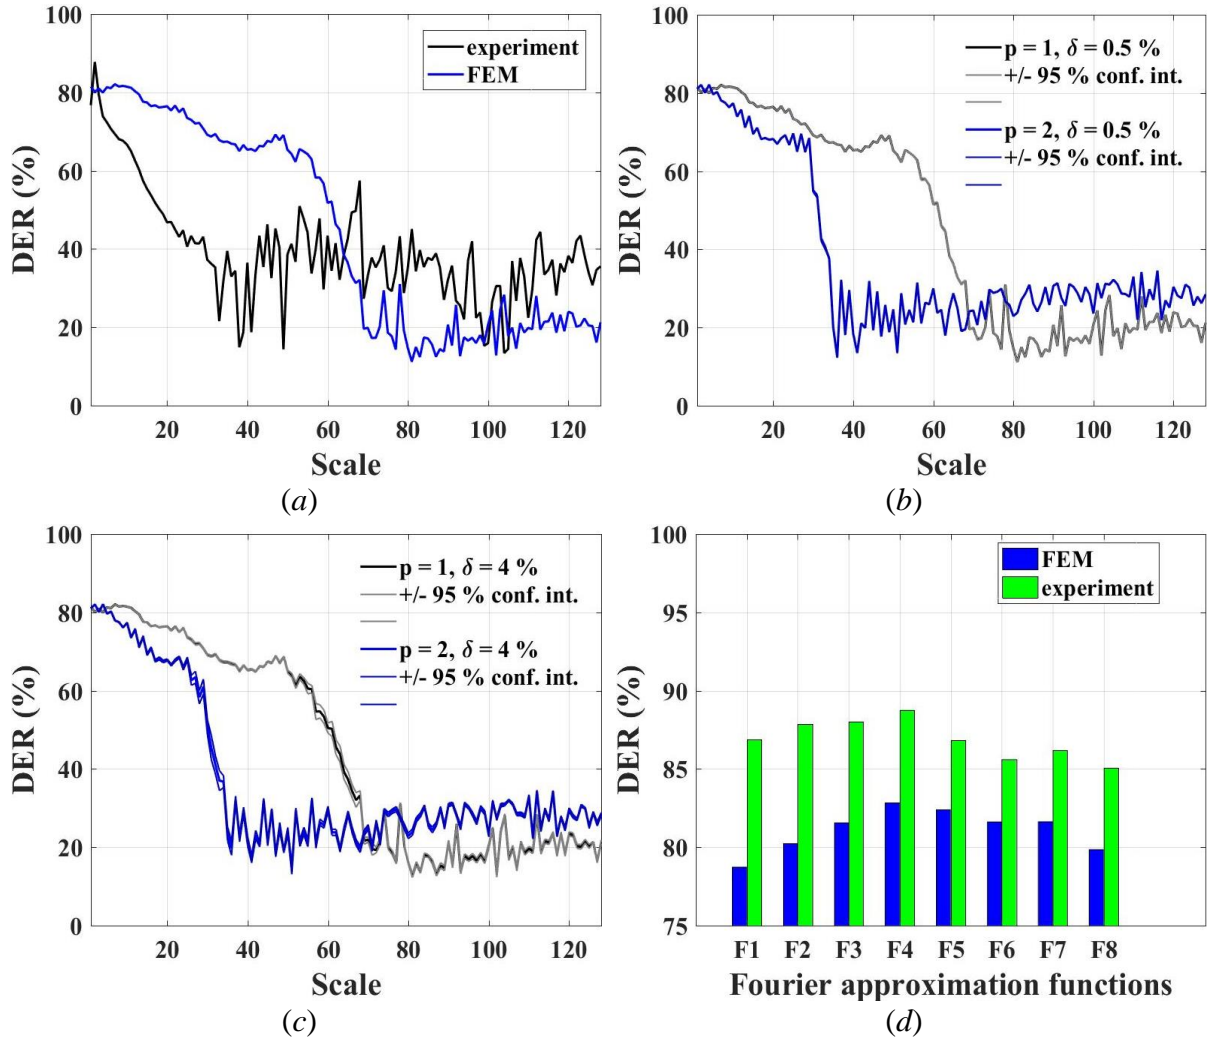 100
80
60
40
20
0
DER (%)
experiment
FEM
20 40 60 80 100 120
Scale
(a)
100
80
60
40
20
0
DER (%)
p = 1, δ = 0.5 %
+/- 95 % conf. int.
p = 2, δ = 0.5 %
+/- 95 % conf. int.
20 40 60 80 100 120
Scale
(b)
100
80
60
40
20
0
DER (%)
p = 1, δ = 4 %
+/- 95 % conf. int.
p = 2, δ = 4 %
+/- 95 % conf. int.
20 40 60 80 100 120
Scale
(c)
100
95
90
85
80
75
DER (%)
FEM
experiment
F1 F2 F3 F4 F5 F6 F7 F8
Fourier approximation functions
(d)